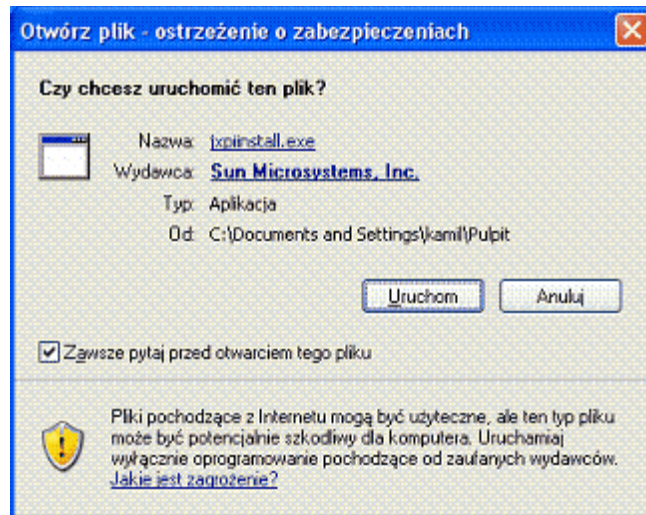 Otwórz plik - ostrzeżenie o zabezpieczeniach
Czy chcesz uruchomić ten plik?
Nazwa: jxpiinstall.exe
Wydawca: Sun Microsystems, Inc.
Typ: Aplikacja
Od: C:\Documents and Settings\kamil\Pulpit
Uruchom Anuluj
Zawsze pytaj przed otwarciem tego pliku
Pliki pochodzące z Internetu mogą być użyteczne, ale ten typ pliku
może być potencjalnie szkodliwy dla komputera. Uruchamiaj
wyłącznie oprogramowanie pochodzące od zaufanych wydawców.
Jakie jest zagrożenie?